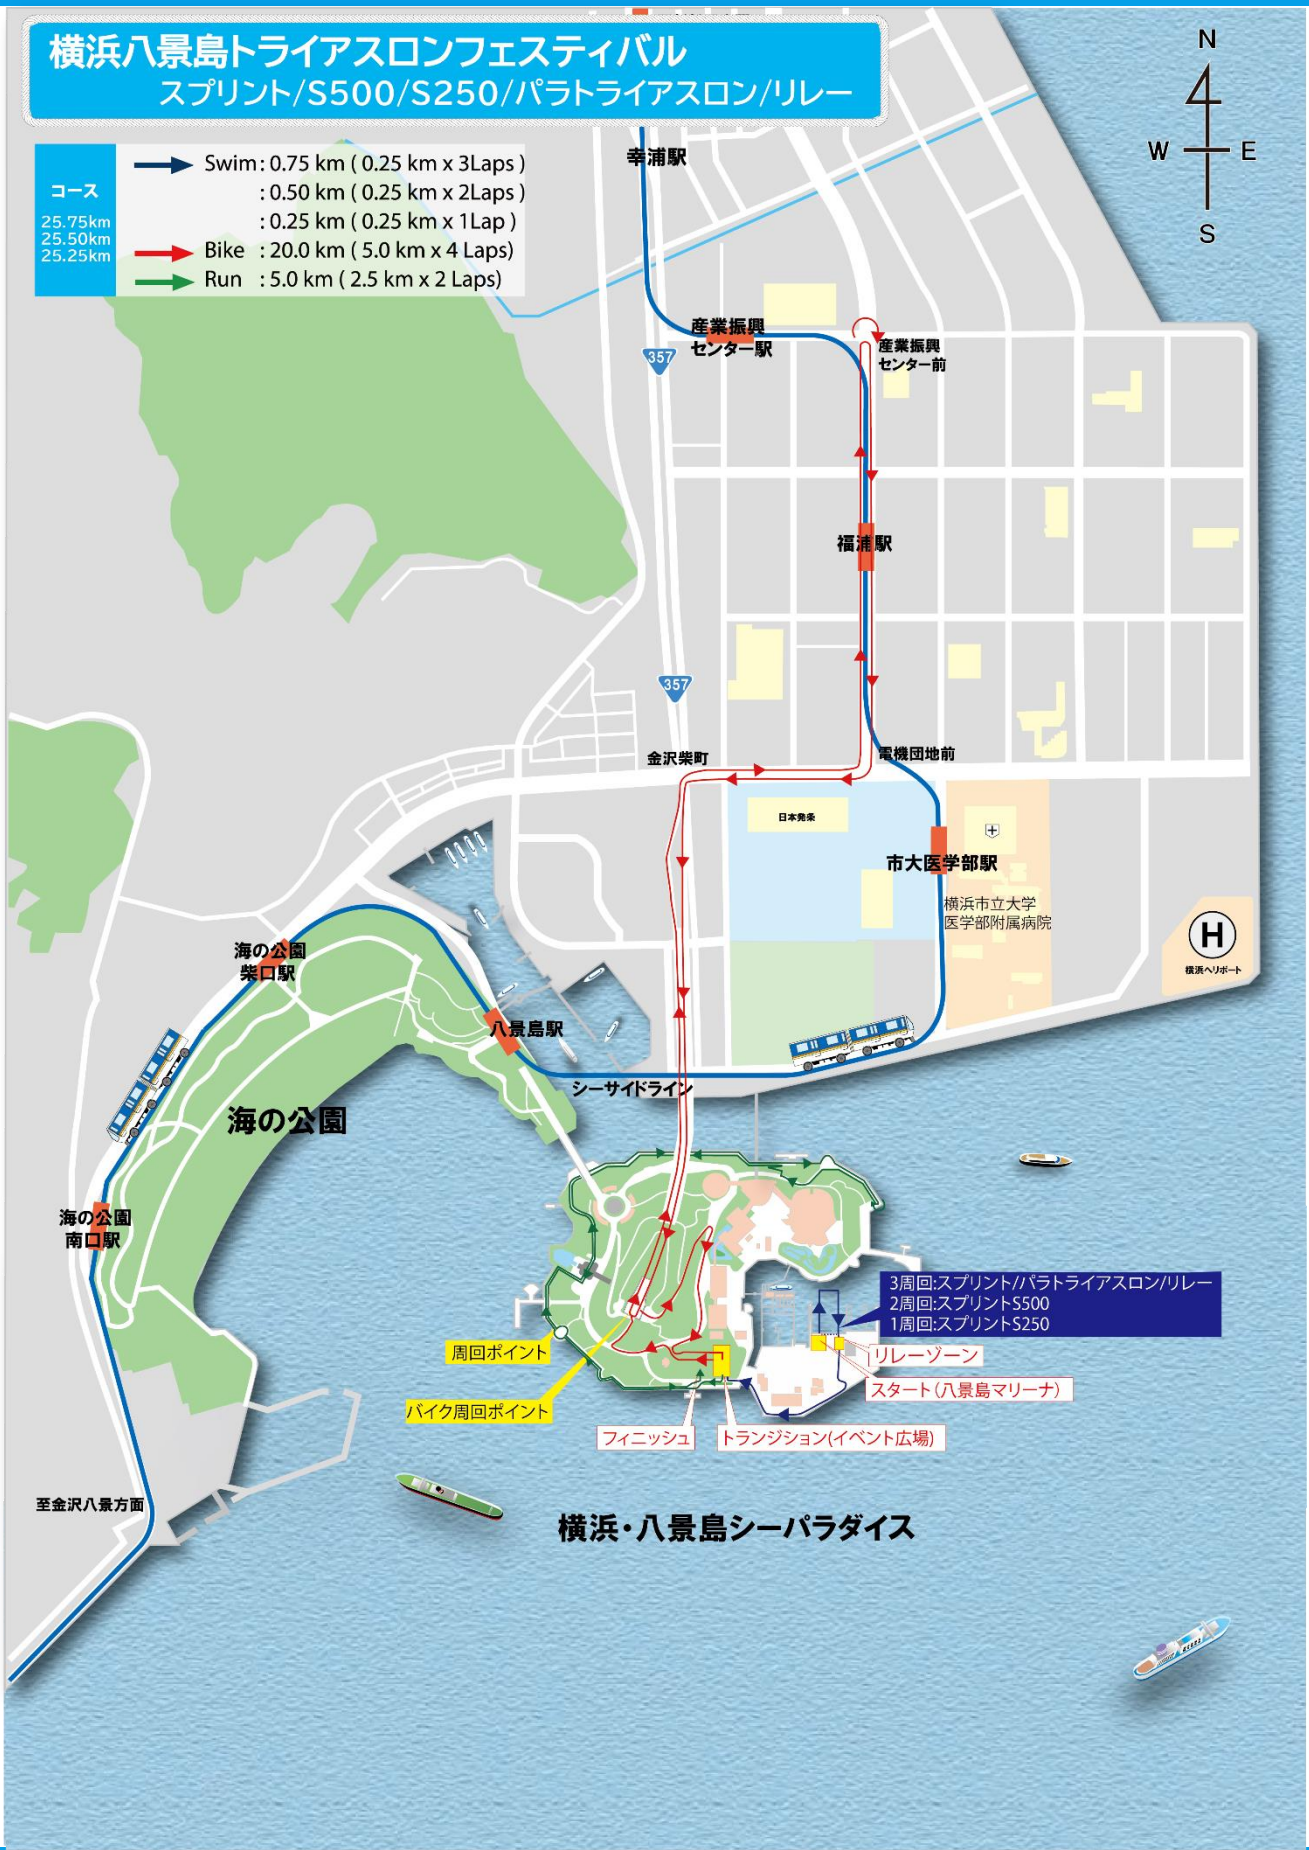 横浜八景島トライアスロンフェスティバル
スプリント/S500/S250/パラトライアスロン/リレー
N
W
E
S
コース
25.75km
25.50km
25.25km
Swim : 0.75 km ( 0.25 km x 3Laps )
: 0.50 km ( 0.25 km x 2Laps )
: 0.25 km ( 0.25 km x 1Lap )
Bike : 20.0 km ( 5.0 km x 4 Laps)
Run : 5.0 km ( 2.5 km x 2 Laps)
幸浦駅
産業振興
センター駅
産業振興
センター前
357
福浦駅
357
金沢柴町
電機団地前
日本発条
市大医学部駅
横浜市立大学
医学部附属病院
H
横浜ヘリポート
海の公園
柴口駅
八景島駅
シーサイドライン
海の公園
海の公園
南口駅
3周回:スプリント/パラトライアスロン/リレー
2周回:スプリントS500
1周回:スプリントS250
周回ポイント
リレーゾーン
スタート(八景島マリーナ)
バイク周回ポイント
フィニッシュ
トランジション(イベント広場)
至金沢八景方面
横浜・八景島シーパラダイス